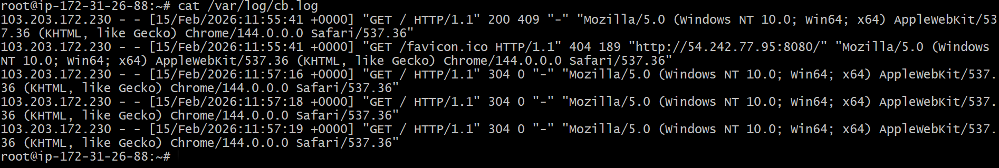 root@ip-172-31-26-88:~# cat /var/log/cb.log
103.203.172.230 - - [15/Feb/2026:11:55:41 +0000] "GET / HTTP/1.1" 200 409 "-" "Mozilla/5.0 (Windows NT 10.0; Win64; x64) AppleWebKit/53
7.36 (KHTML, like Gecko) Chrome/144.0.0.0 Safari/537.36"
103.203.172.230 - - [15/Feb/2026:11:55:41 +0000] "GET /favicon.ico HTTP/1.1" 404 189 "http://54.242.77.95:8080/" "Mozilla/5.0 (Windows
NT 10.0; Win64; x64) AppleWebKit/537.36 (KHTML, like Gecko) Chrome/144.0.0.0 Safari/537.36"
103.203.172.230 - - [15/Feb/2026:11:57:16 +0000] "GET / HTTP/1.1" 304 0 "-" "Mozilla/5.0 (Windows NT 10.0; Win64; x64) AppleWebKit/537.
36 (KHTML, like Gecko) Chrome/144.0.0.0 Safari/537.36"
103.203.172.230 - - [15/Feb/2026:11:57:18 +0000] "GET / HTTP/1.1" 304 0 "-" "Mozilla/5.0 (Windows NT 10.0; Win64; x64) AppleWebKit/537.
36 (KHTML, like Gecko) Chrome/144.0.0.0 Safari/537.36"
103.203.172.230 - - [15/Feb/2026:11:57:19 +0000] "GET / HTTP/1.1" 304 0 "-" "Mozilla/5.0 (Windows NT 10.0; Win64; x64) AppleWebKit/537.
36 (KHTML, like Gecko) Chrome/144.0.0.0 Safari/537.36"
root@ip-172-31-26-88:~#